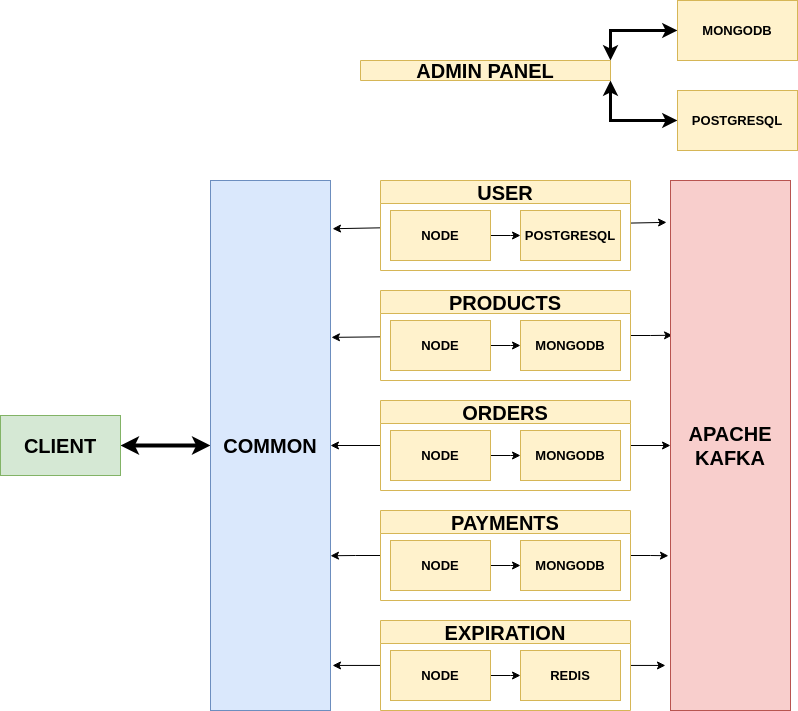 MONGODB
ADMIN PANEL
POSTGRESQL
USER
NODE
POSTGRESQL
PRODUCTS
NODE
MONGODB
ORDERS
NODE
MONGODB
CLIENT
COMMON
APACHE
KAFKA
PAYMENTS
NODE
MONGODB
EXPIRATION
NODE
REDIS